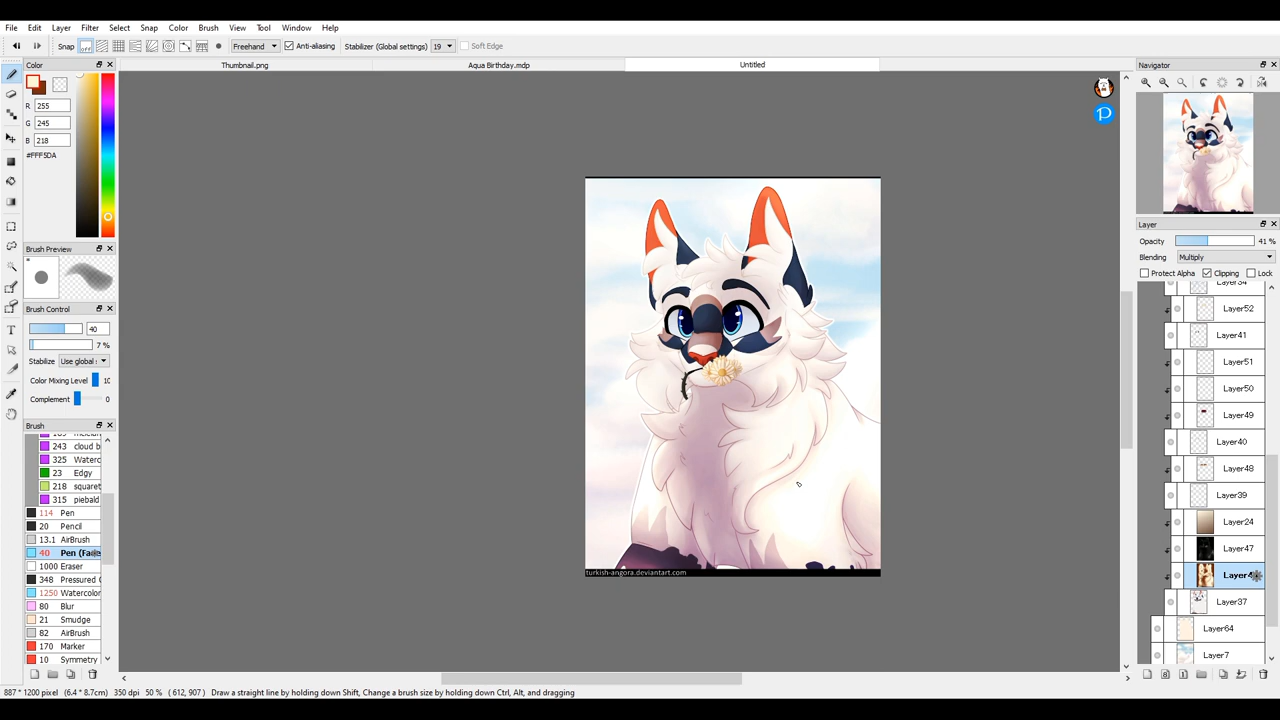 File Edit Layer Filter Select Snap Color Brush View Tool Window Help
Snap off Freehand Anti-aliasing Stabilizer (Global settings) 19 Soft Edge
Color
Thumbnail.png Aqua Birthday.mdp Untitled
Navigator
R 255
G 245
B 218
#FFF5DA
Brush Preview
Brush Control
40
7 %
Stabilize Use global
Color Mixing Level 10
Complement 0
Brush
243 cloud b
325 Waterc
23 Edgy
218 squaret
315 piebald
114 Pen
20 Pencil
13.1 AirBrush
40 Pen (Fade
1000 Eraser
348 Pressured
1250 Watercolor
80 Blur
21 Smudge
82 AirBrush
170 Marker
10 Symmetry
turkish-angora.deviantart.com
Layer
Opacity 41 %
Blending Multiply
Protect Alpha Clipping Lock
Layer52
Layer41
Layer51
Layer50
Layer49
Layer40
Layer48
Layer39
Layer24
Layer47
Layer37
Layer64
Layer7
887 * 1200 pixel (6.4 * 8.7cm) 350 dpi 50 % ( 612, 907 ) Draw a straight line by holding down Shift, Change a brush size by holding down Ctrl, Alt, and dragging